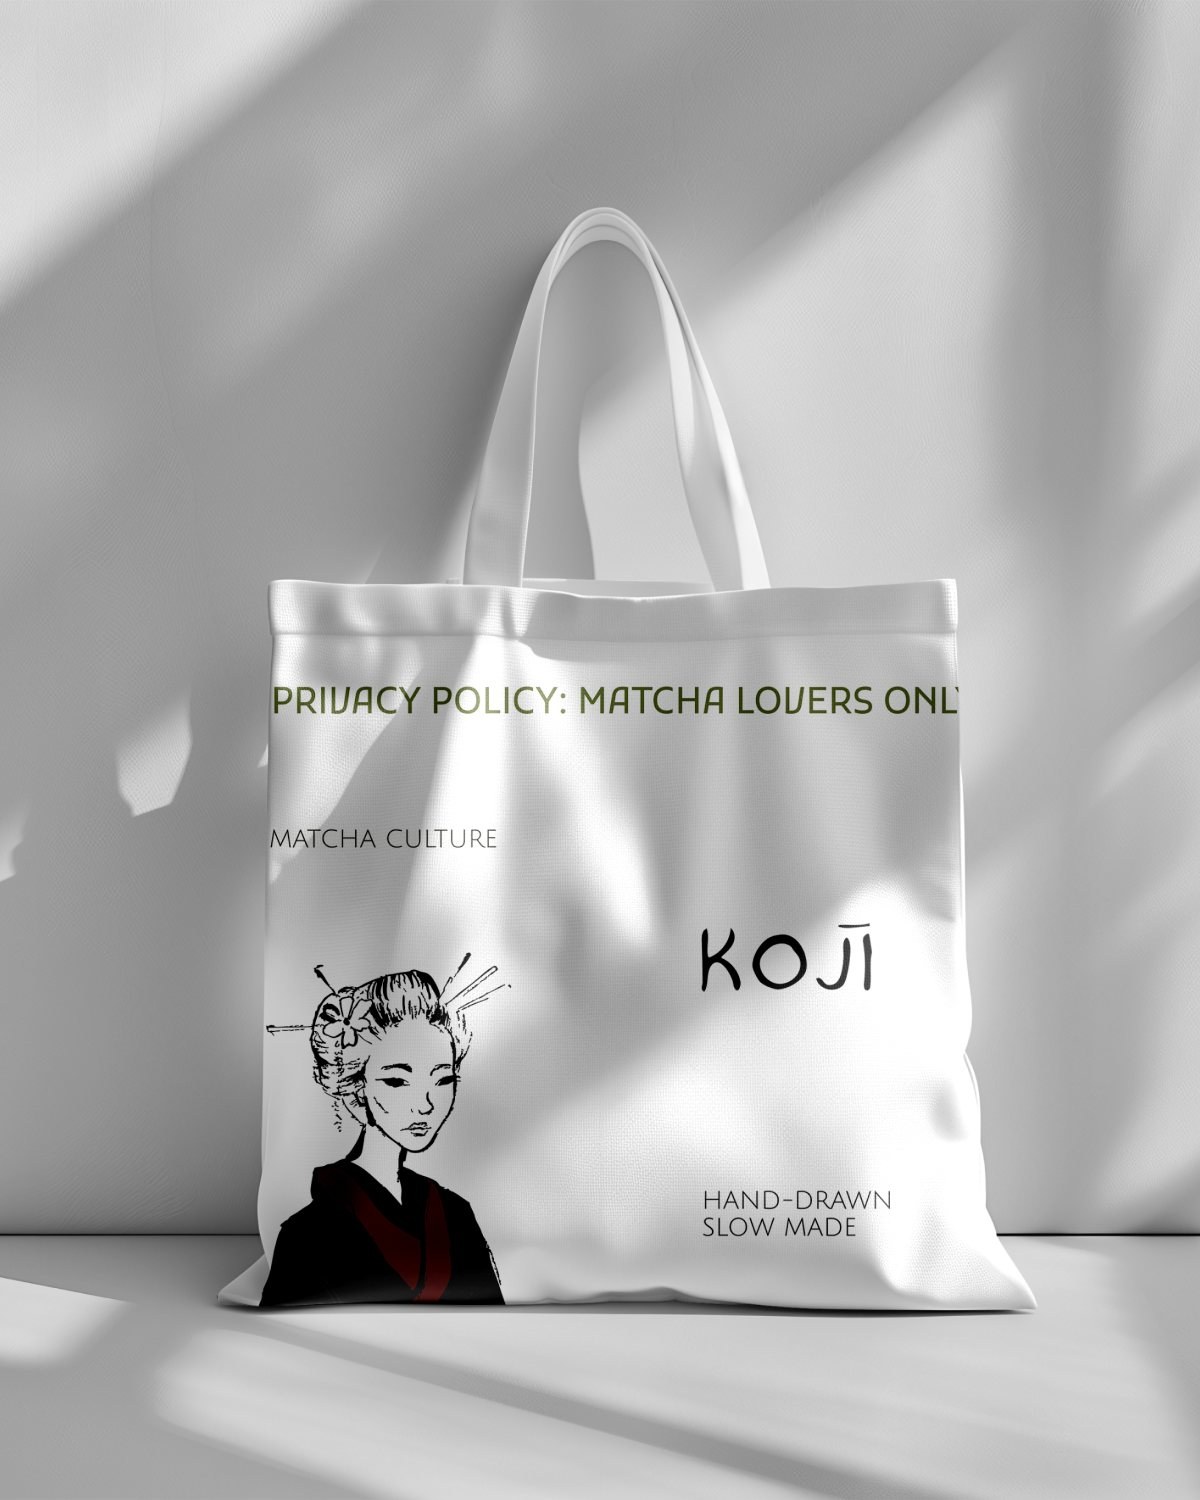 PRIVACY POLICY: MATCHA LOVERS ONLY
MATCHA CULTURE
KOJĪ
HAND-DRAWN
SLOW MADE